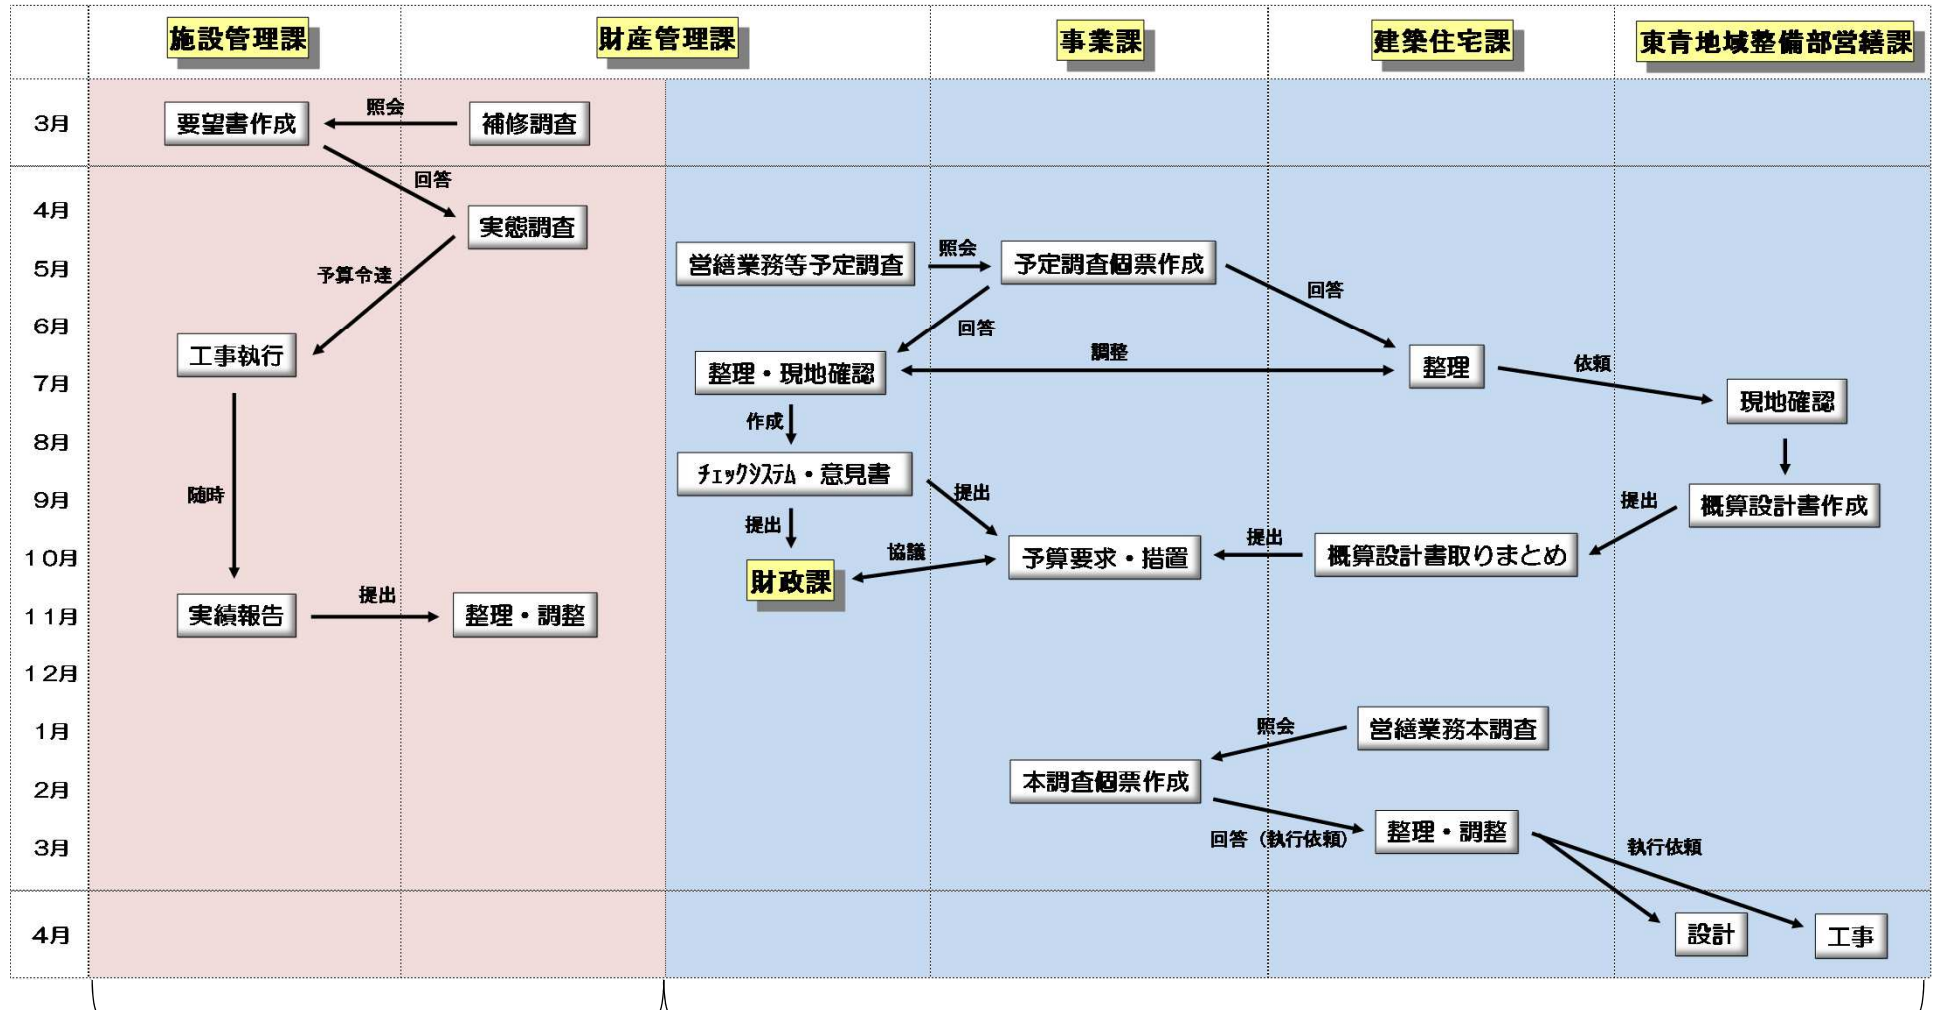 施設管理課
財産管理課
事業課
建築住宅課
東青地域整備部営繕課
3月
要望書作成
照会
補修調査
回答
4月
実態調査
5月
予算令達
営繕業務等予定調査
照会
予定調査個票作成
回答
6月
回答
工事執行
7月
整理・現地確認
調整
整理
依頼
現地確認
作成
8月
チェックシステム・意見書
提出
9月
随時
提出
提出
概算設計書作成
10月
財政課
協議
予算要求・措置
提出
概算設計書取りまとめ
11月
実績報告
提出
整理・調整
12月
1月
照会
営繕業務本調査
2月
本調査個票作成
3月
回答（執行依頼）
整理・調整
執行依頼
4月
設計
工事